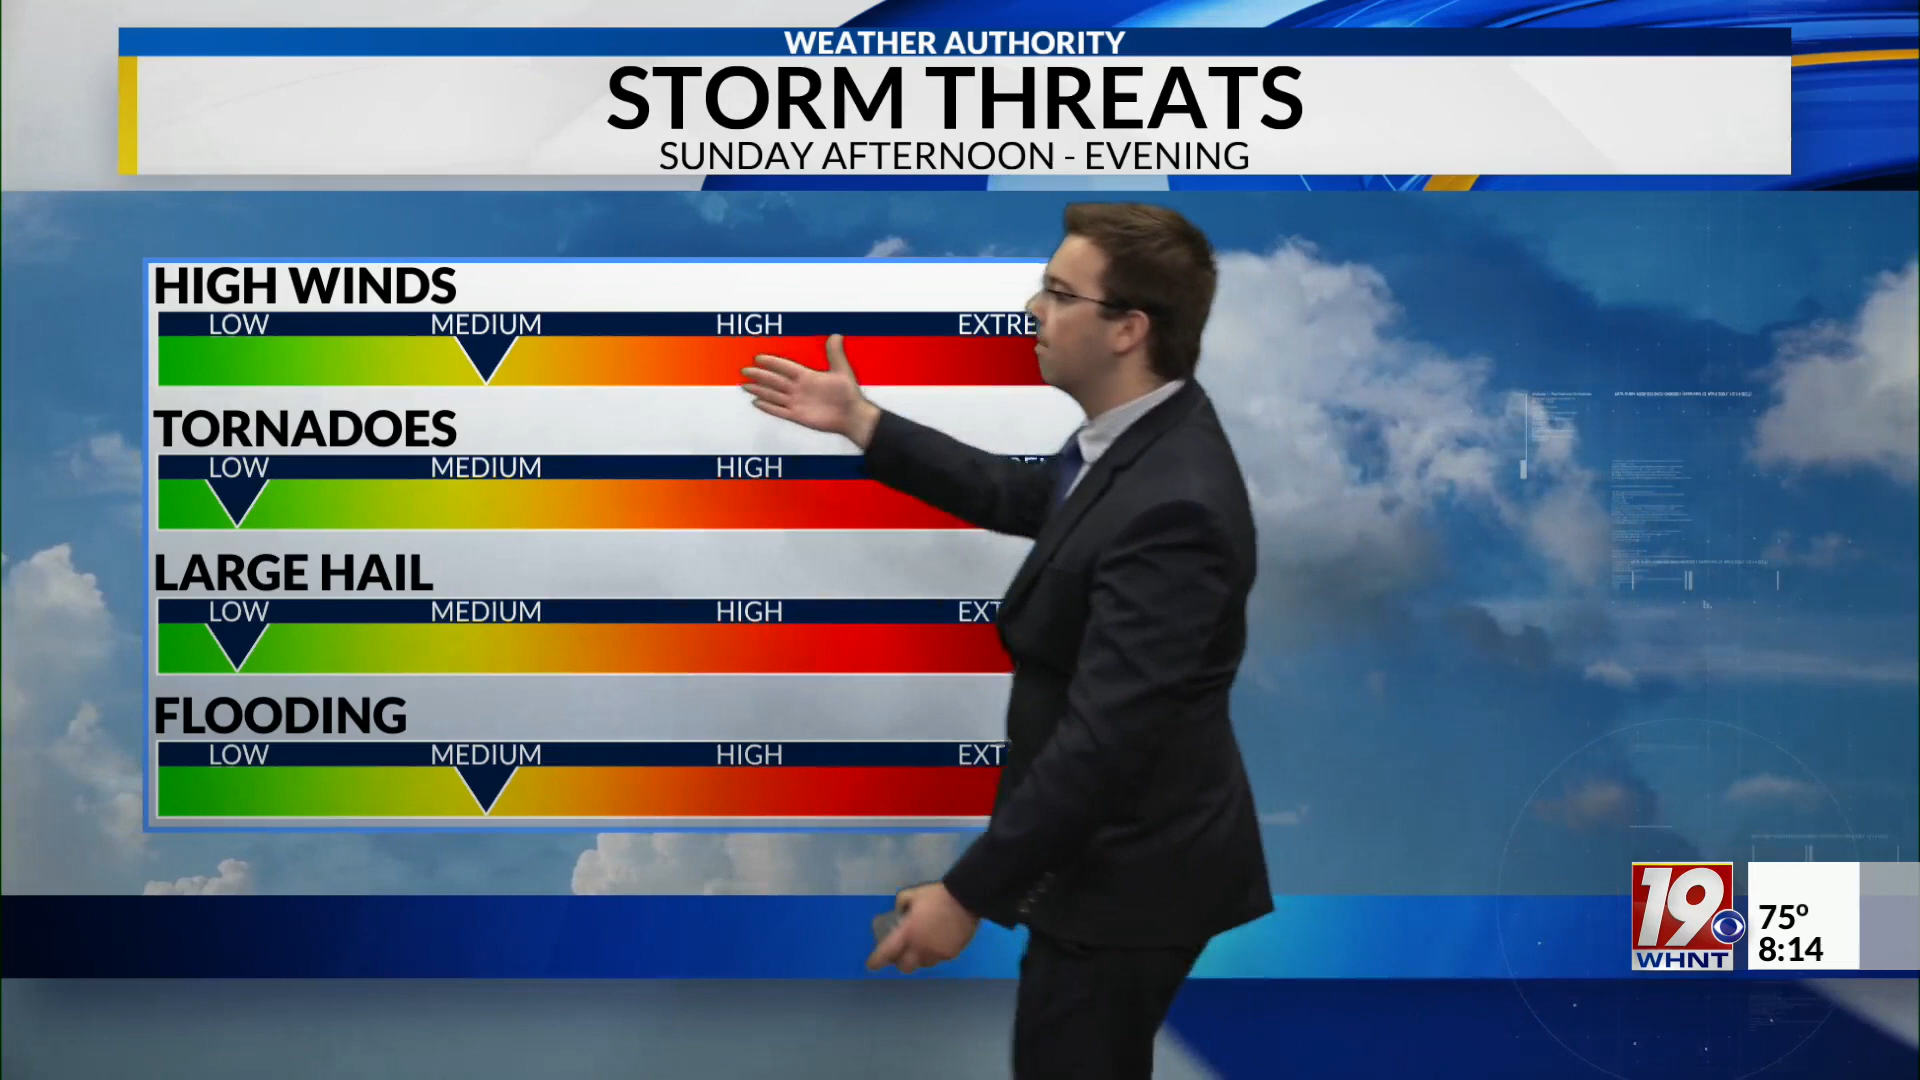 WEATHER AUTHORITY
STORM THREATS
SUNDAY AFTERNOON - EVENING
HIGH WINDS
LOW MEDIUM HIGH EXTRE
TORNADOES
LOW MEDIUM HIGH
LARGE HAIL
LOW MEDIUM HIGH EXT
FLOODING
LOW MEDIUM HIGH EXT
19
WHNT
75º
8:14